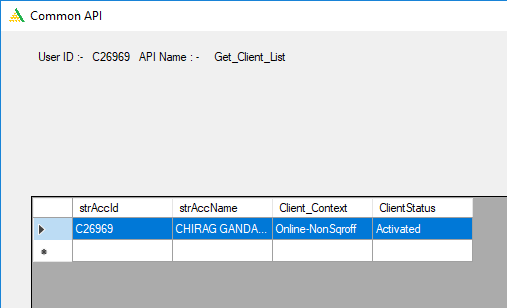 Common API
User ID :- C26969 API Name : - Get_Client_List
strAccId strAccName Client_Context ClientStatus
C26969 CHIRAG GANDA... Online-NonSqroff Activated